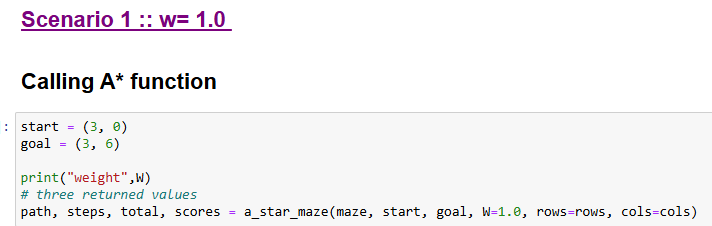 Scenario 1 :: w= 1.0
Calling A* function
: start = (3, 0)
goal = (3, 6)
print("weight",W)
# three returned values
path, steps, total, scores = a_star_maze(maze, start, goal, W=1.0, rows=rows, cols=cols)